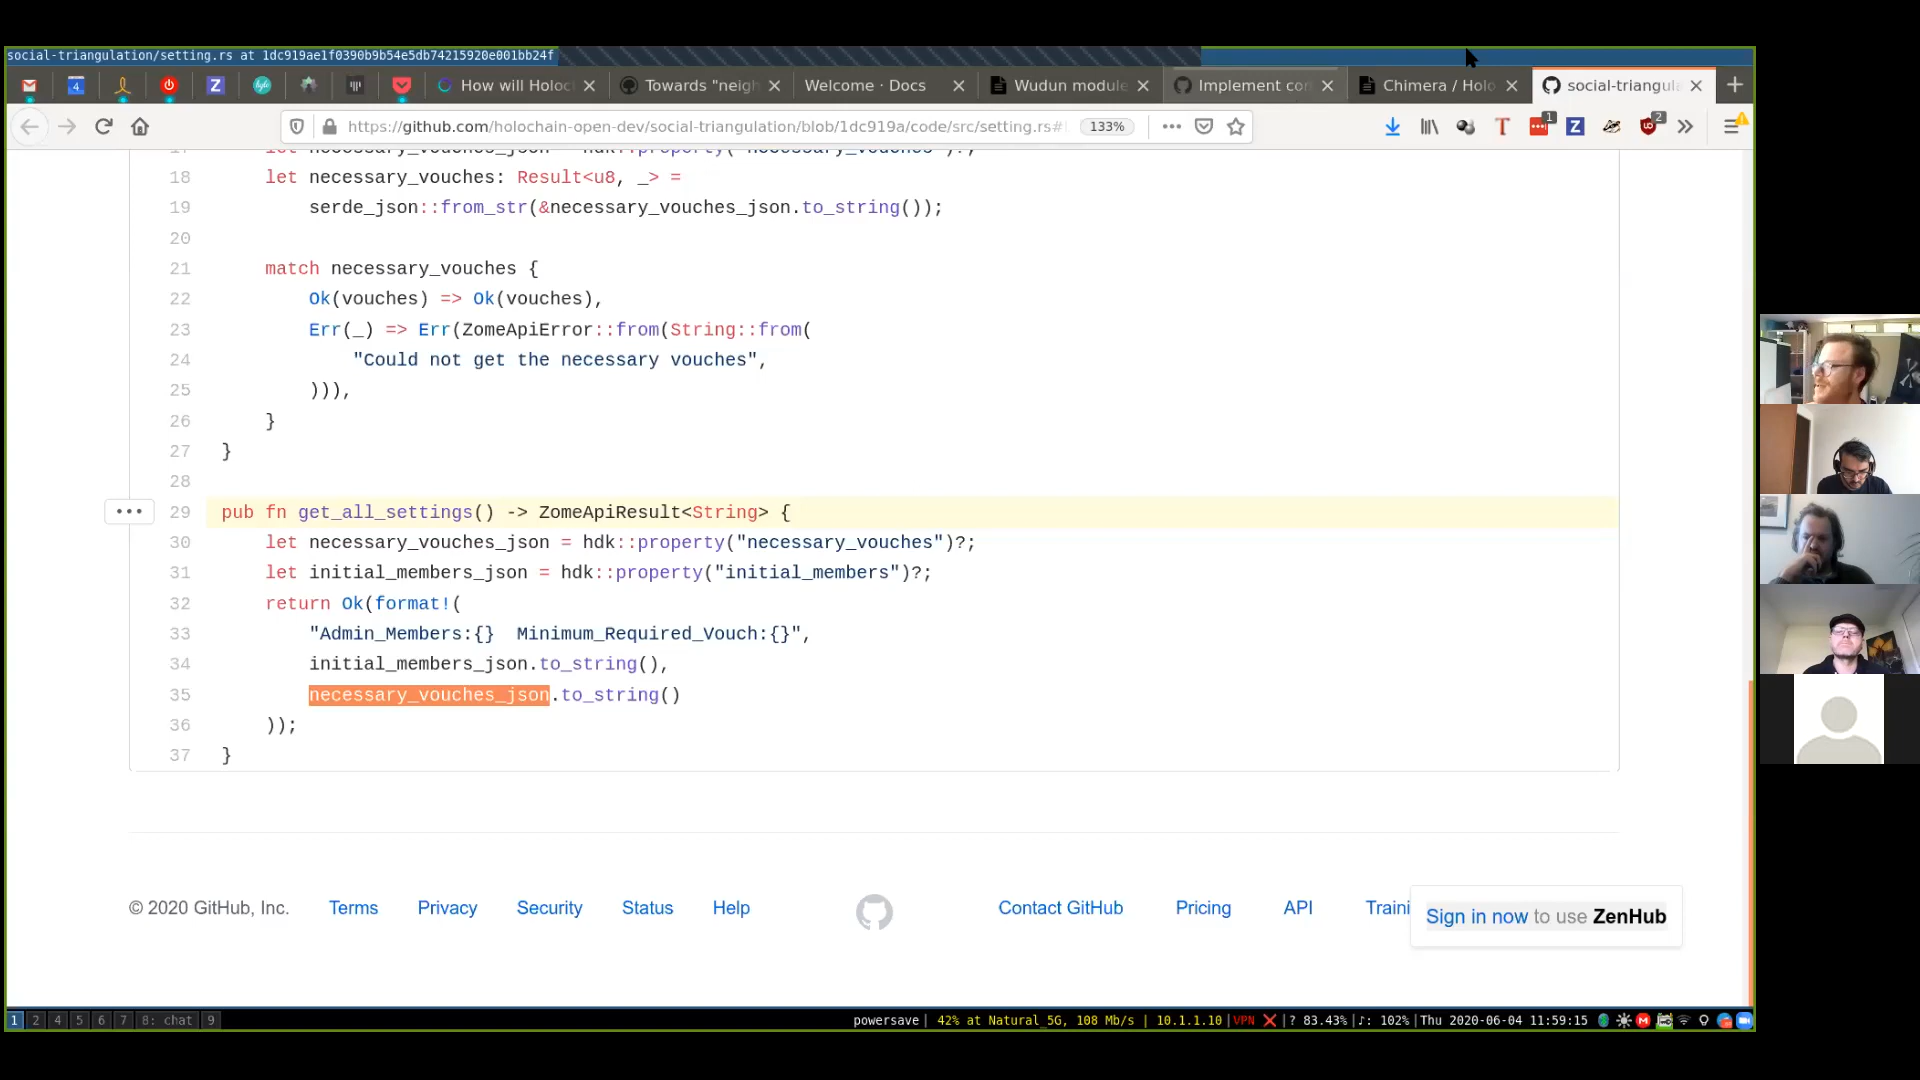 social-triangulation/setting.rs at 1dc919ae1f0390b9b54e5db74215920e001bb24f
How will Holoc
Towards "neigh
Welcome · Docs
Wudun module
Implement co
Chimera / Holo
social-triangula
https://github.com/holochain-open-dev/social-triangulation/blob/1dc919a/code/src/setting.rs#
133%
18 let necessary_vouches: Result<u8, _> =
19 serde_json::from_str(&necessary_vouches_json.to_string());
20
21 match necessary_vouches {
22 Ok(vouches) => Ok(vouches),
23 Err(_) => Err(ZomeApiError::from(String::from(
24 "Could not get the necessary vouches",
25 ))),
26 }
27 }
28
29 pub fn get_all_settings() -> ZomeApiResult<String> {
30 let necessary_vouches_json = hdk::property("necessary_vouches")?;
31 let initial_members_json = hdk::property("initial_members")?;
32 return Ok(format!(
33 "Admin_Members:{}  Minimum_Required_Vouch:{}",
34 initial_members_json.to_string(),
35 necessary_vouches_json.to_string()
36 ));
37 }
© 2020 GitHub, Inc. Terms Privacy Security Status Help Contact GitHub Pricing API Traini
Sign in now to use ZenHub
1 2 4 5 6 7 8: chat 9
powersave| 42% at Natural_5G, 108 Mb/s | 10.1.1.10|VPN ❌|? 83.43%|♪: 102%|Thu 2020-06-04 11:59:15